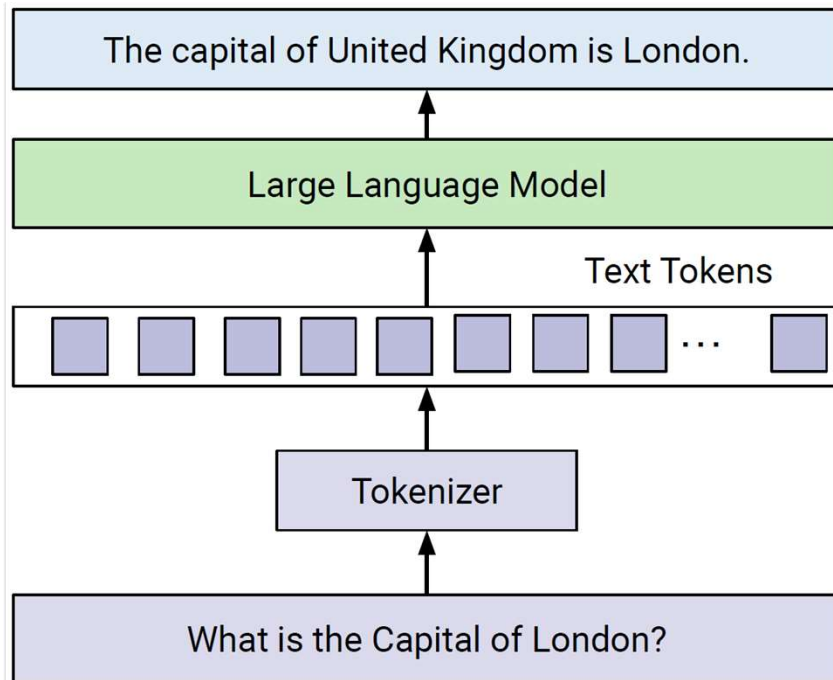 The capital of United Kingdom is London.
Large Language Model
Text Tokens
...
Tokenizer
What is the Capital of London?